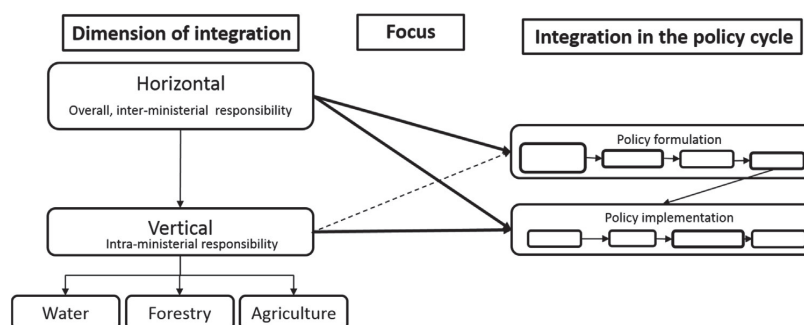 Dimension of integration
Focus
Integration in the policy cycle
Horizontal
Overall, inter-ministerial responsibility
Policy formulation
Vertical
Intra-ministerial responsibility
Policy implementation
Water
Forestry
Agriculture